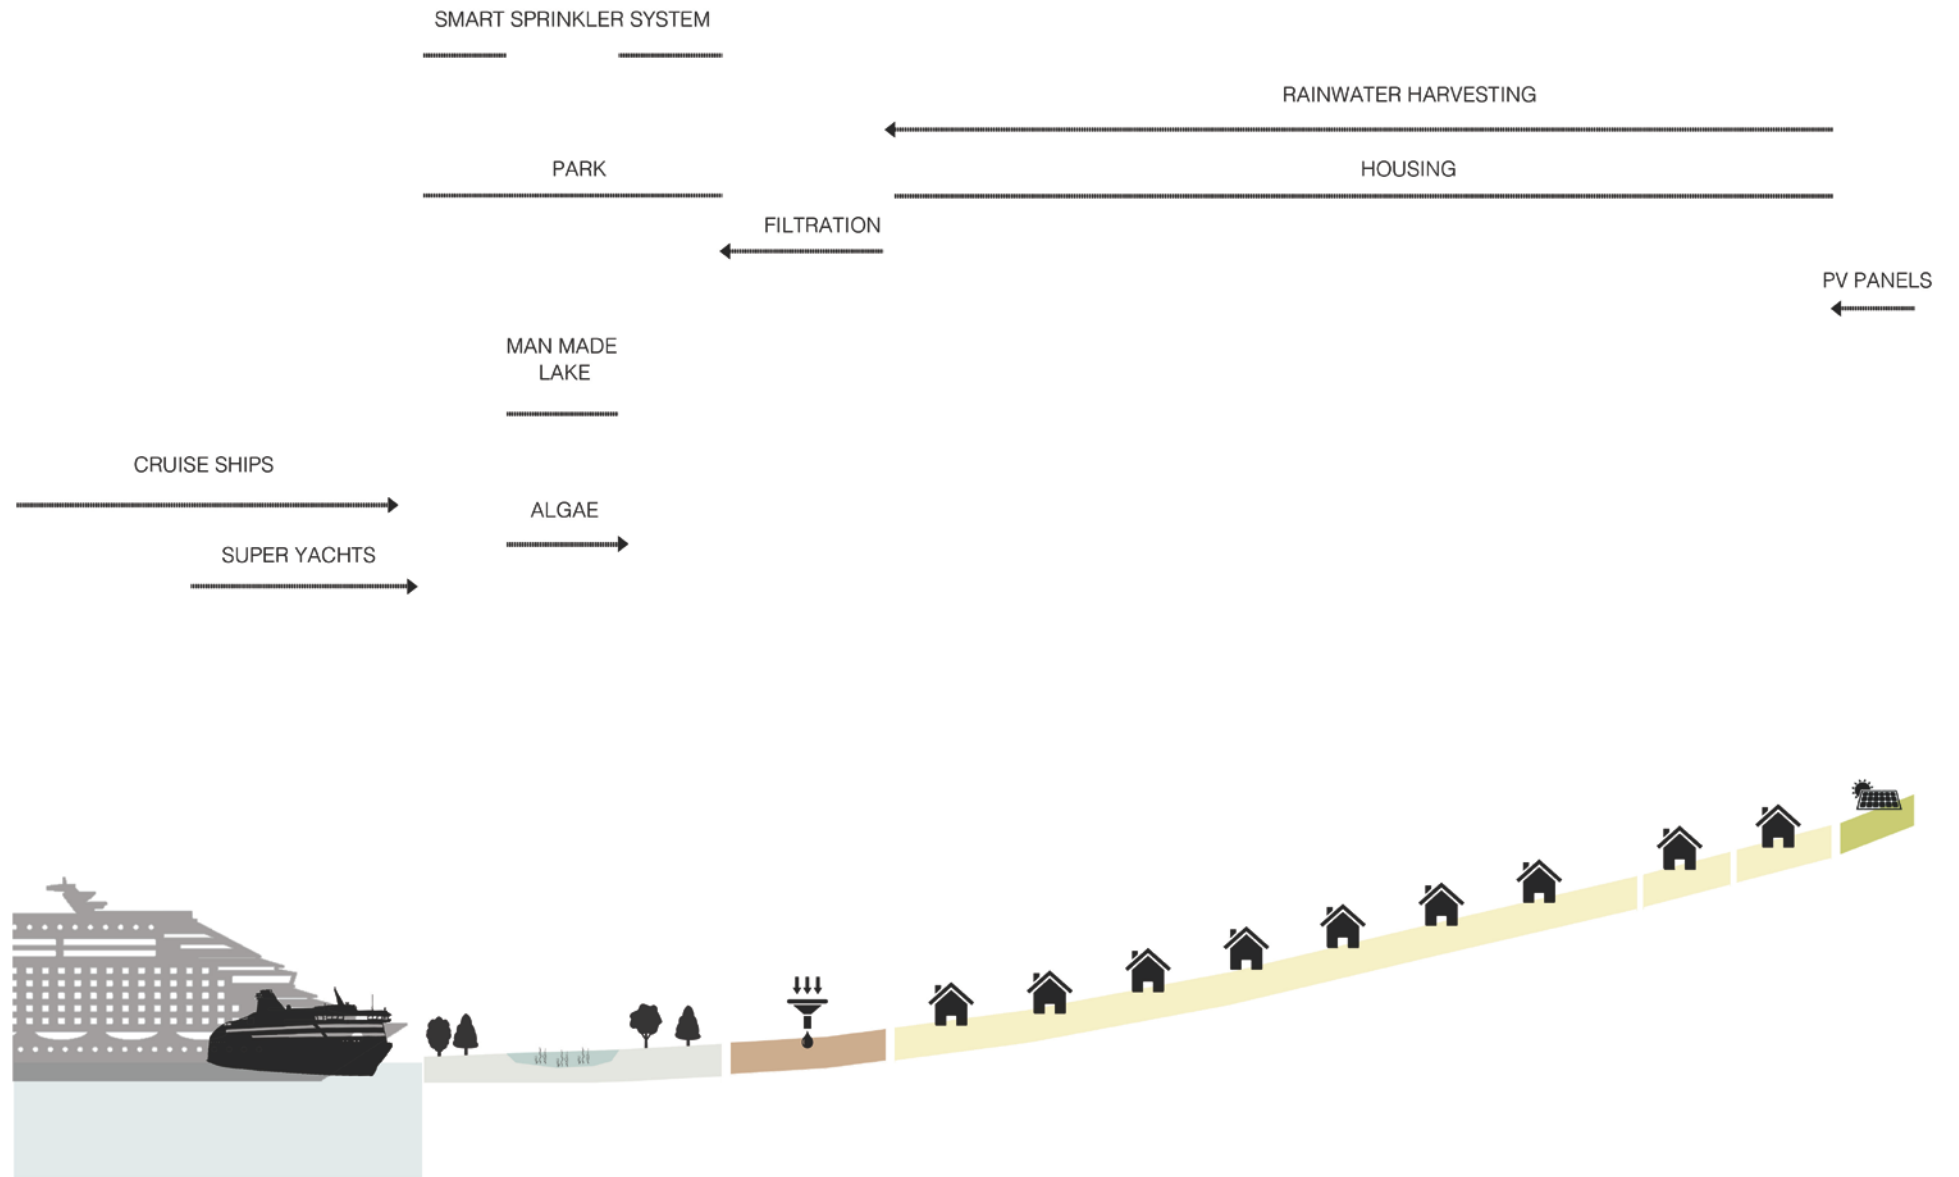 SMART SPRINKLER SYSTEM
RAINWATER HARVESTING
PARK
HOUSING
FILTRATION
PV PANELS
MAN MADE
LAKE
CRUISE SHIPS
ALGAE
SUPER YACHTS